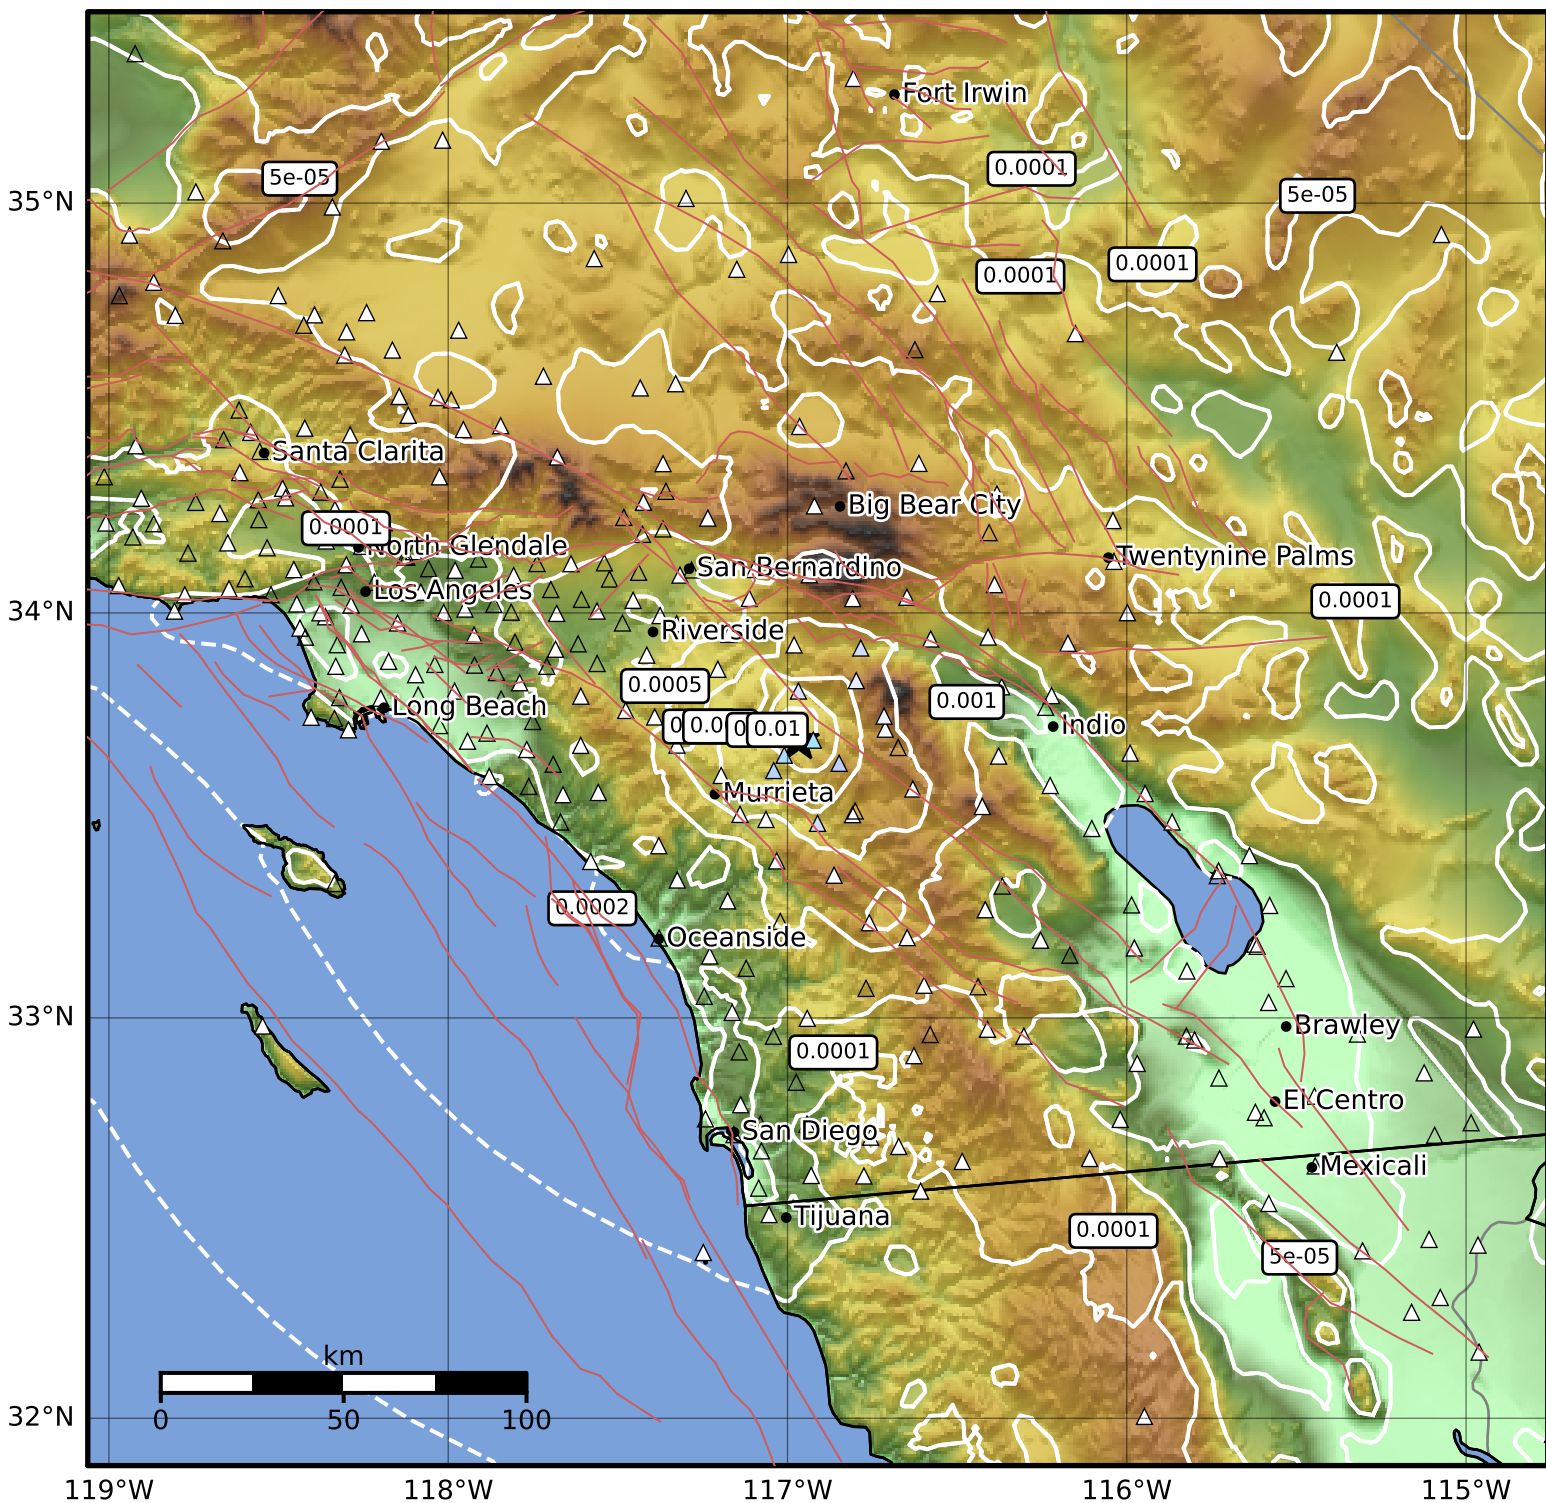 Fort Irwin
0.0001
5e-05
5e-05
35°N
0.0001
0.0001
Santa Clarita
Big Bear City
0.0001
North Glendale
Twentynine Palms
San Bernardino
Los Angeles
0.0001
34°N
Riverside
0.0005
0.001
Long Beach
Indio
0.01
Murrieta
0.0002
Oceanside
33°N
Brawley
0.0001
El Centro
San Diego
Mexicali
Tijuana
0.0001
5e-05
km
0 50 100
32°N
119°W 118°W 117°W 116°W 115°W